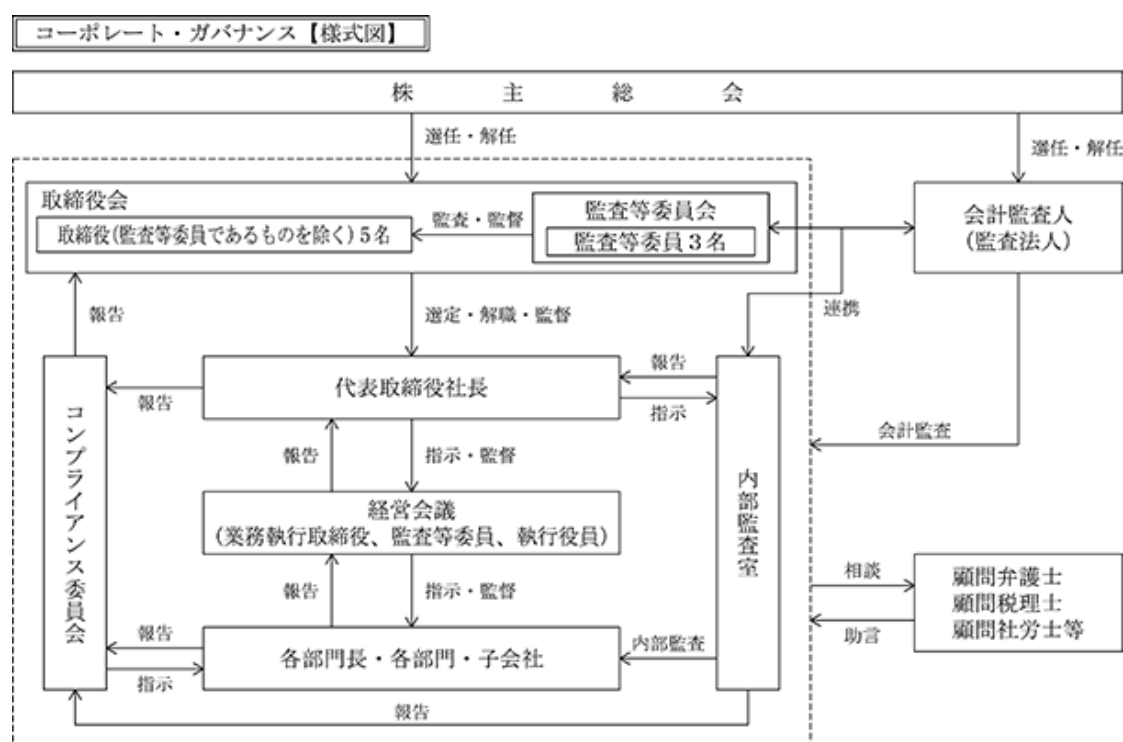 コーポレート・ガバナンス【様式図】
株主総会
選任・解任
選任・解任
取締役会
取締役(監査等委員であるものを除く)5名
監査・監督
監査等委員会
監査等委員3名
会計監査人
(監査法人)
報告
選定・解職・監督
連携
代表取締役社長
報告
報告
指示
コンプライアンス委員会
内部監査室
報告
指示・監督
会計監査
経営会議
(業務執行取締役、監査等委員、執行役員)
報告
指示・監督
相談
助言
顧問弁護士
顧問税理士
顧問社労士等
報告
指示
各部門長・各部門・子会社
内部監査
報告